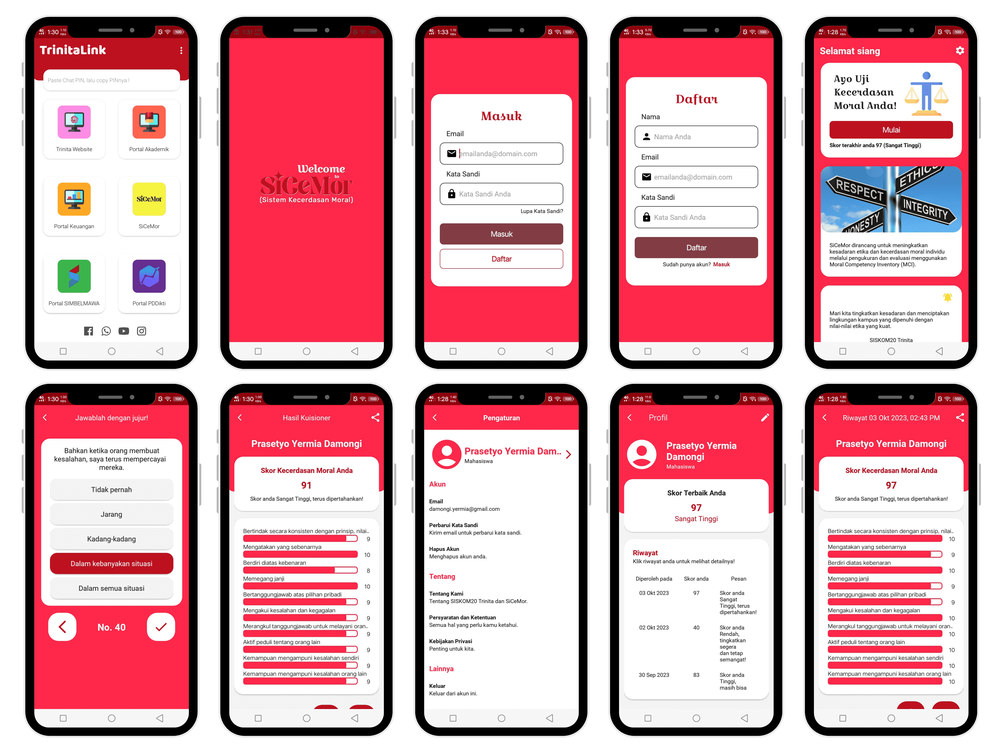 1:30
TrinitaLink
Paste Chat PIN, lalu copy PINnya !
Trinita Website
Portal Akademik
SiCeMor
Portal Keuangan
SiCeMor
Portal SIMBELMAWA
Portal PDDikti
Welcome
to
SiCeMor
(Sistem Kecerdasan Moral)
1:33
Masuk
Email
emailanda@domain.com
Kata Sandi
Kata Sandi Anda
Lupa Kata Sandi?
Masuk
Daftar
1:33
Daftar
Nama
Nama Anda
Email
emailanda@domain.com
Kata Sandi
Kata Sandi Anda
Daftar
Sudah punya akun? Masuk
1:28
Selamat siang
Ayo Uji
Kecerdasan
Moral Anda!
Mulai
Skor terakhir anda 97 (Sangat Tinggi)
ETHICS
RESPECT
HONESTY
INTEGRITY
SiCeMor dirancang untuk meningkatkan
kesadaran etika dan kecerdasan moral individu
melalui pengukuran dan evaluasi menggunakan
Moral Competency Inventory (MCI).
Mari kita tingkatkan kesadaran dan menciptakan
lingkungan kampus yang dipenuhi dengan
nilai-nilai etika yang kuat.
SISKOM20 Trinita
1:30
Jawablah dengan jujur!
Bahkan ketika orang membuat
kesalahan, saya terus mempercayai
mereka.
Tidak pernah
Jarang
Kadang-kadang
Dalam kebanyakan situasi
Dalam semua situasi
No. 40
1:30
Hasil Kuisioner
Prasetyo Yermia Damongi
Skor Kecerdasan Moral Anda
91
Skor anda Sangat Tinggi, terus dipertahankan!
Bertindak secara konsisten dengan prinsip, nilai..
9
Mengatakan yang sebenarnya
10
Berdiri diatas kebenaran
8
Memegang janji
10
Bertanggungjawab atas pilihan pribadi
9
Mengakui kesalahan dan kegagalan
9
Merangkul tanggungjawab untuk melayani oran..
9
Aktif peduli tentang orang lain
9
Kemampuan mengampuni kesalahan sendiri
9
Kemampuan mengampuni kesalahan orang lain
9
1:28
Pengaturan
Prasetyo Yermia Dam..
Mahasiswa
Akun
Email
damongi.yermia@gmail.com
Perbarui Kata Sandi
Kirim email untuk perbarui kata sandi.
Hapus Akun
Menghapus akun anda.
Tentang
Tentang Kami
Tentang SISKOM20 Trinita dan SiCeMor.
Persyaratan dan Ketentuan
Semua hal yang perlu kamu ketahui.
Kebijakan Privasi
Penting untuk kita.
Lainnya
Keluar
Keluar dari akun ini.
1:28
Profil
Prasetyo Yermia
Damongi
Mahasiswa
Skor Terbaik Anda
97
Sangat Tinggi
Riwayat
Klik riwayat anda untuk melihat detailnya!
Diperoleh pada Skor anda Pesan
03 Okt 2023 97 Skor anda
Sangat
Tinggi, terus
dipertahankan!
02 Okt 2023 40 Skor anda
Rendah,
tingkatkan
segera
dan tetap
semangat!
30 Sep 2023 83 Skor anda
Tinggi,
masih bisa
1:28
Riwayat 03 Okt 2023, 02:43 PM
Prasetyo Yermia Damongi
Skor Kecerdasan Moral Anda
97
Skor anda Sangat Tinggi, terus dipertahankan!
Bertindak secara konsisten dengan prinsip, nilai..
10
Mengatakan yang sebenarnya
9
Berdiri diatas kebenaran
10
Memegang janji
9
Bertanggungjawab atas pilihan pribadi
9
Mengakui kesalahan dan kegagalan
10
Merangkul tanggungjawab untuk melayani oran..
10
Aktif peduli tentang orang lain
10
Kemampuan mengampuni kesalahan sendiri
10
Kemampuan mengampuni kesalahan orang lain
10